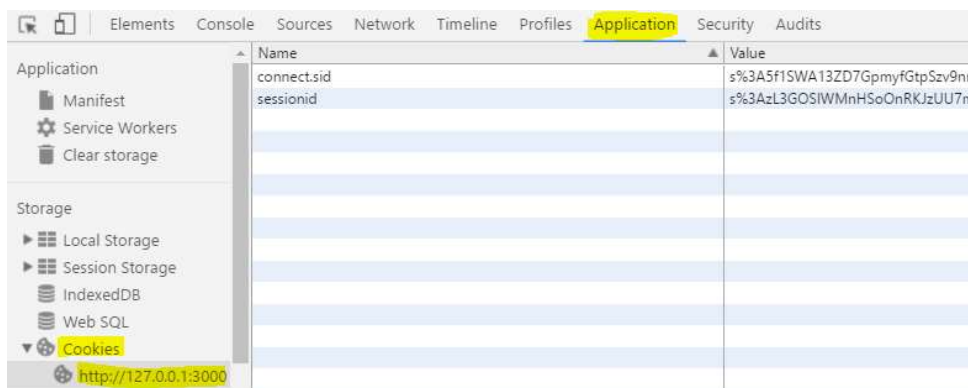 Elements Console Sources Network Timeline Profiles Application Security Audits
Name Value
Application
connect.sid s%3A5f1SWA13ZD7GpmyfGtpSzv9n
Manifest
sessionid s%3AzL3GOSIWMnHSoOnRKJzUU7
Service Workers
Clear storage
Storage
Local Storage
Session Storage
IndexedDB
Web SQL
Cookies
http://127.0.0.1:3000